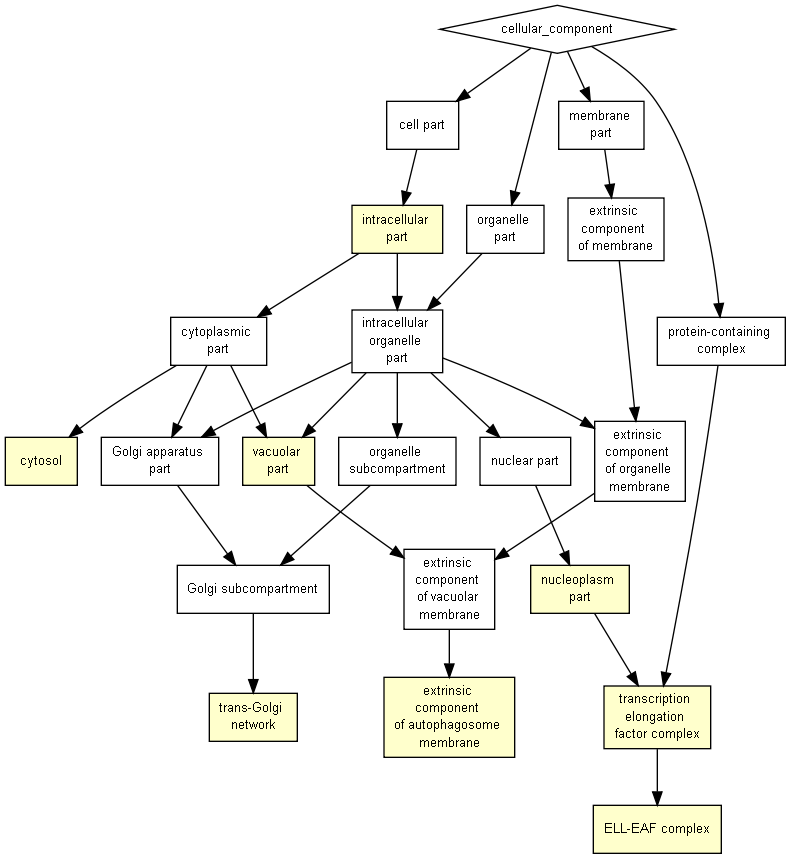 cellular_component
cell part
membrane
part
intracellular
part
organelle
part
extrinsic
component
of membrane
cytoplasmic
part
intracellular
organelle
part
protein-containing
complex
cytosol
Golgi apparatus
part
vacuolar
part
organelle
subcompartment
nuclear part
extrinsic
component
of organelle
membrane
Golgi subcompartment
extrinsic
component
of vacuolar
membrane
nucleoplasm
part
trans-Golgi
network
extrinsic
component
of autophagosome
membrane
transcription
elongation
factor complex
ELL-EAF complex